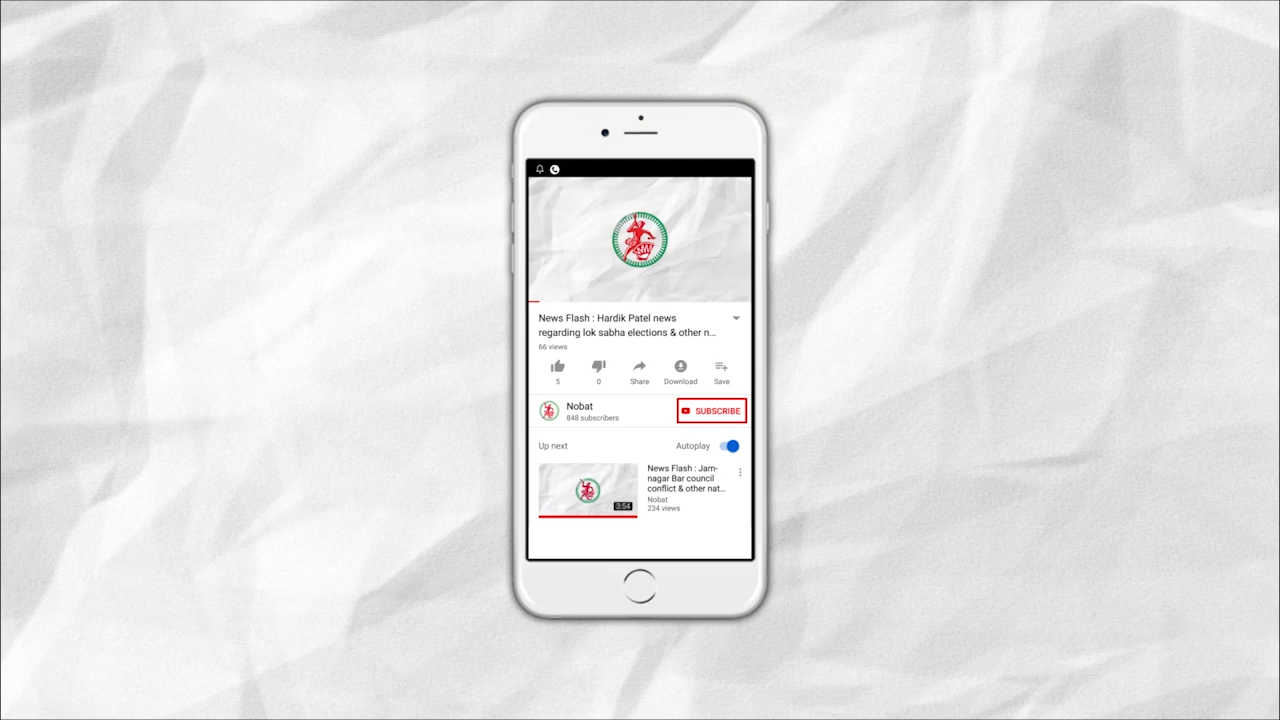 News Flash : Hardik Patel news
regarding lok sabha elections & other n...
66 views
5
0
Share
Download
Save
Nobat
848 subscribers
SUBSCRIBE
Up next
Autoplay
3:54
News Flash : Jam-
nagar Bar council
conflict & other nat...
Nobat
234 views